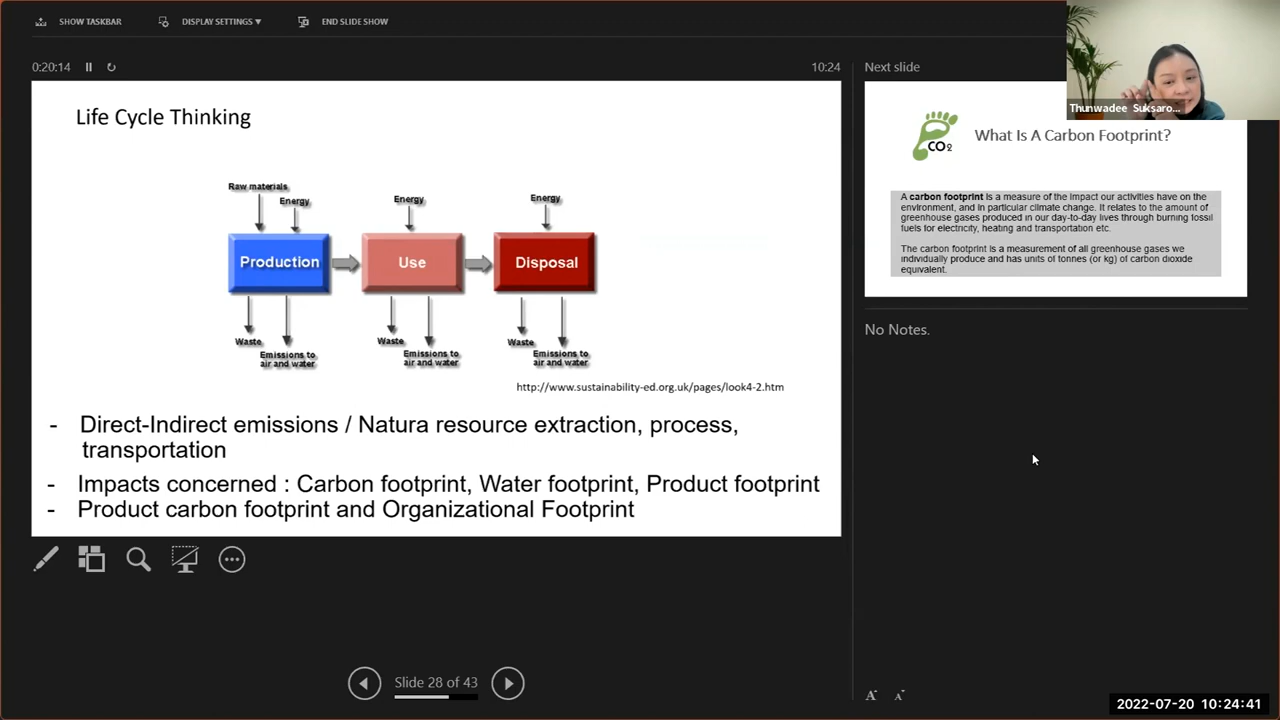 SHOW TASKBAR
DISPLAY SETTINGS ▼
END SLIDE SHOW
0:20:14
10:24
Next slide
Thunwadee Suksaro...
Life Cycle Thinking
Raw materials
Energy
Energy
Energy
Production
Use
Disposal
Waste
Emissions to
air and water
Waste
Emissions to
air and water
Waste
Emissions to
air and water
http://www.sustainability-ed.org.uk/pages/look4-2.htm
- Direct-Indirect emissions / Natura resource extraction, process,
transportation
- Impacts concerned : Carbon footprint, Water footprint, Product footprint
- Product carbon footprint and Organizational Footprint
CO2
What Is A Carbon Footprint?
A carbon footprint is a measure of the impact our activities have on the
environment, and in particular climate change. It relates to the amount of
greenhouse gases produced in our day-to-day lives through burning fossil
fuels for electricity, heating and transportation etc.
The carbon footprint is a measurement of all greenhouse gases we
individually produce and has units of tonnes (or kg) of carbon dioxide
equivalent.
No Notes.
Slide 28 of 43
A A
2022-07-20 10:24:41